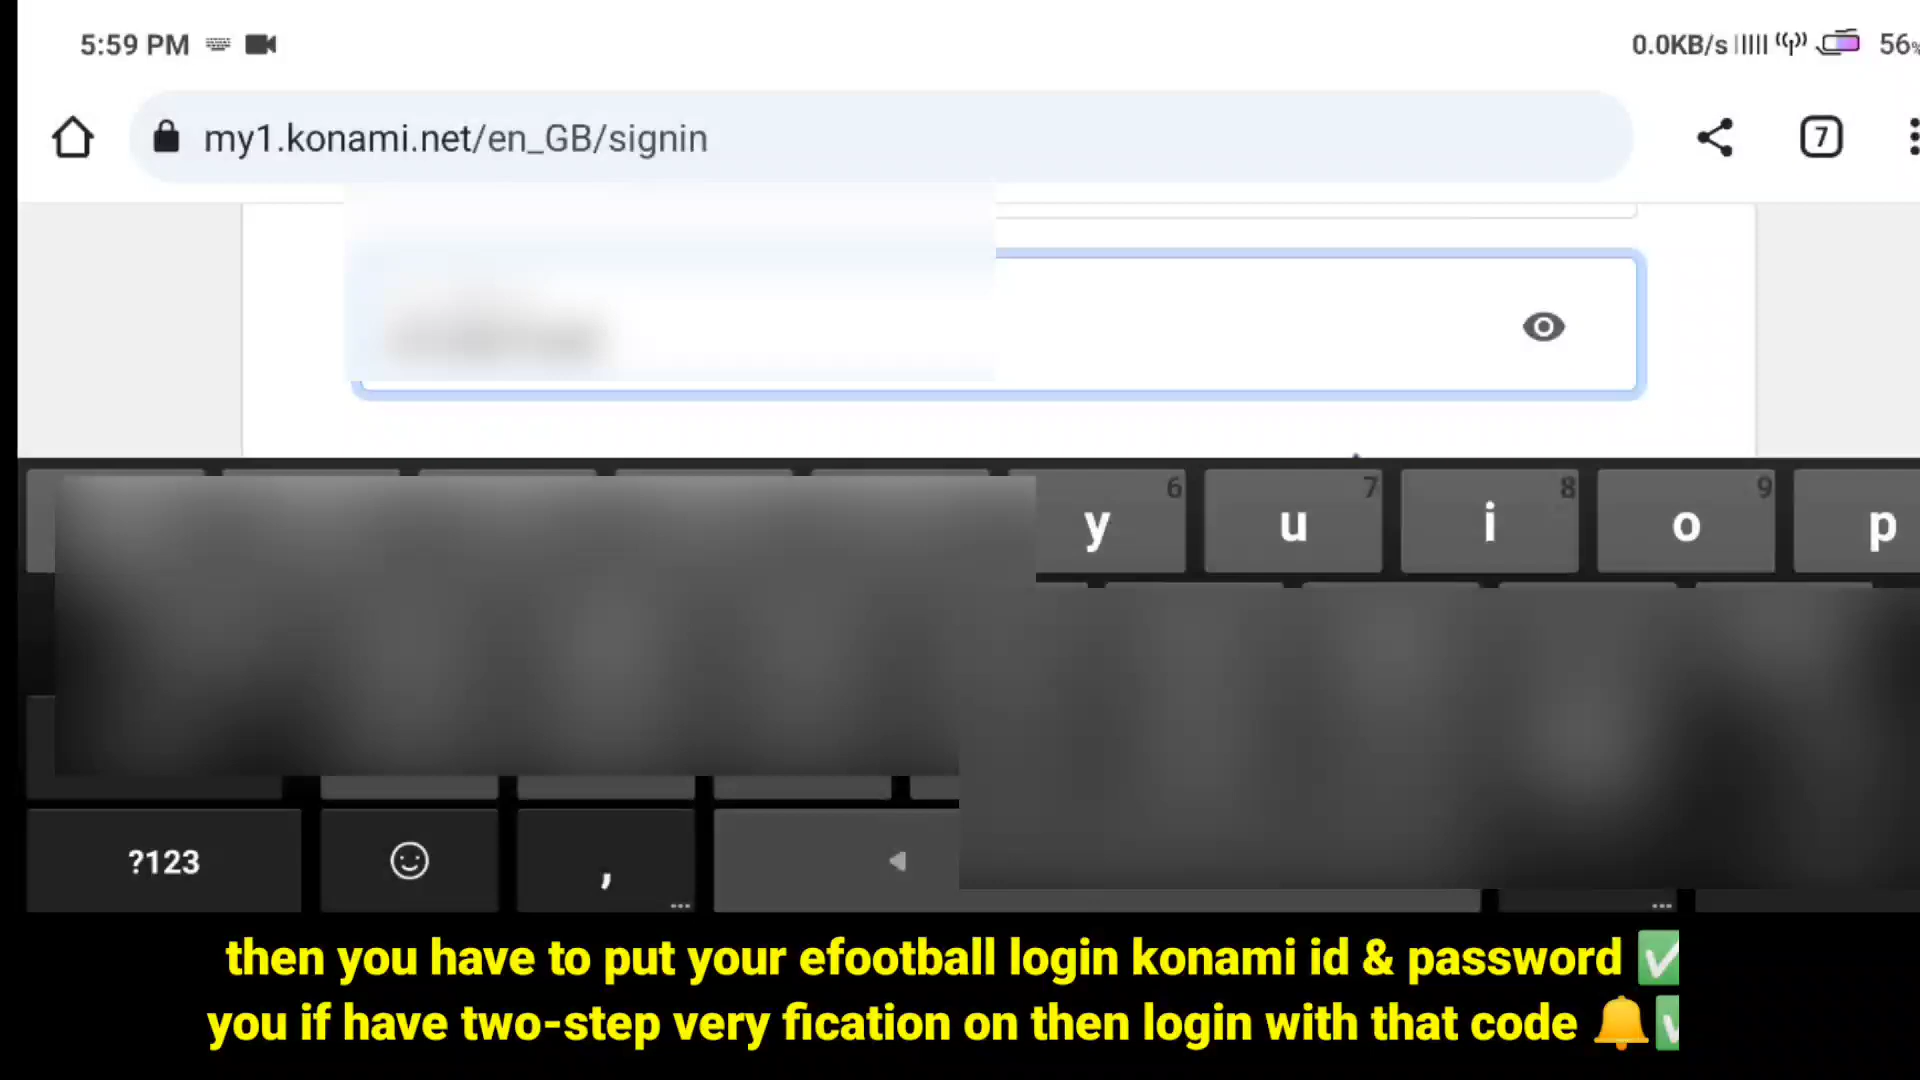 5:59 PM
0.0KB/s
56%
my1.konami.net/en_GB/signin
7
6 7 8 9
y u i o p
?123 ,
then you have to put your efootball login konami id & password ✅
you if have two-step very fication on then login with that code 🔔✅